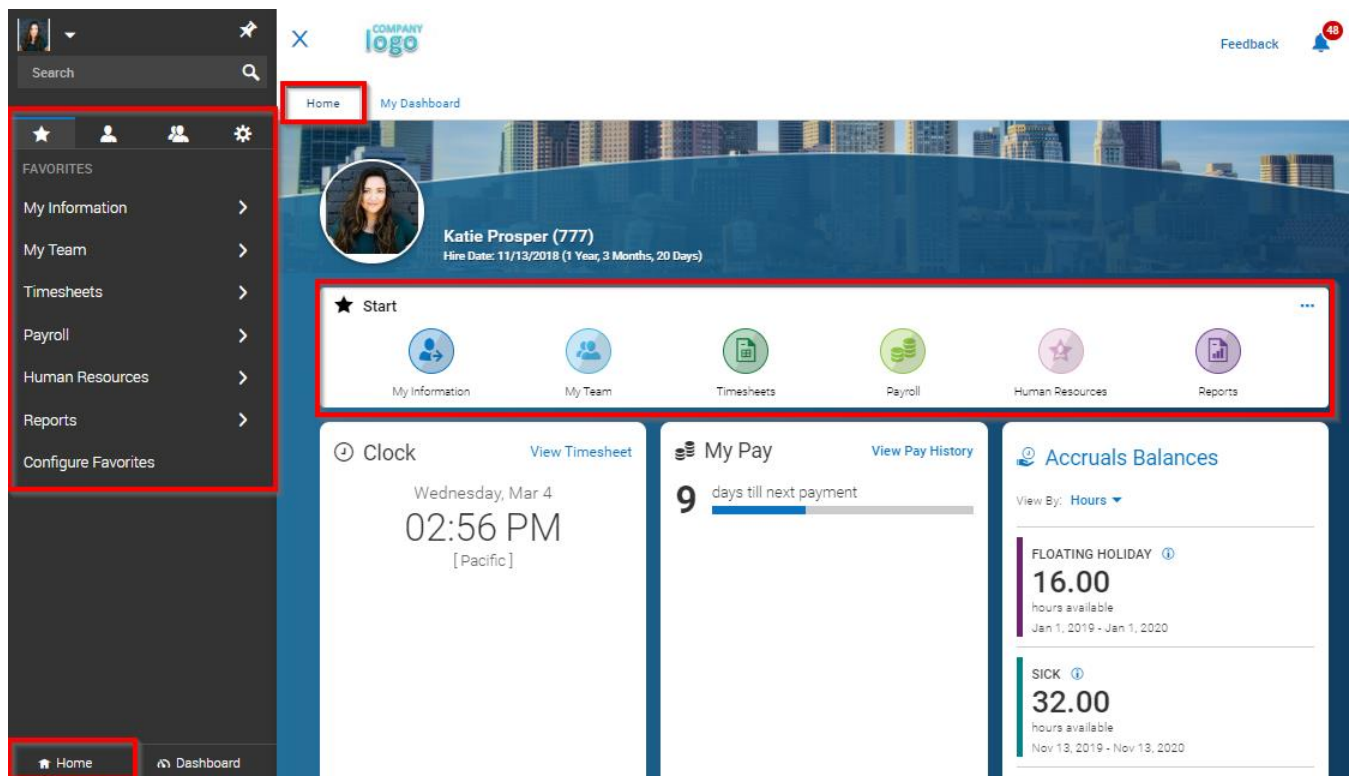 Search
FAVORITES
My Information
My Team
Timesheets
Payroll
Human Resources
Reports
Configure Favorites
Home
Dashboard
COMPANY
logo
Feedback
48
Home
My Dashboard
Katie Prosper (777)
Hire Date: 11/13/2018 (1 Year, 3 Months, 20 Days)
Start
My Information
My Team
Timesheets
Payroll
Human Resources
Reports
Clock
View Timesheet
Wednesday, Mar 4
02:56 PM
[ Pacific ]
My Pay
View Pay History
9 days till next payment
Accruals Balances
View By: Hours
FLOATING HOLIDAY
16.00
hours available
Jan 1, 2019 - Jan 1, 2020
SICK
32.00
hours available
Nov 13, 2019 - Nov 13, 2020